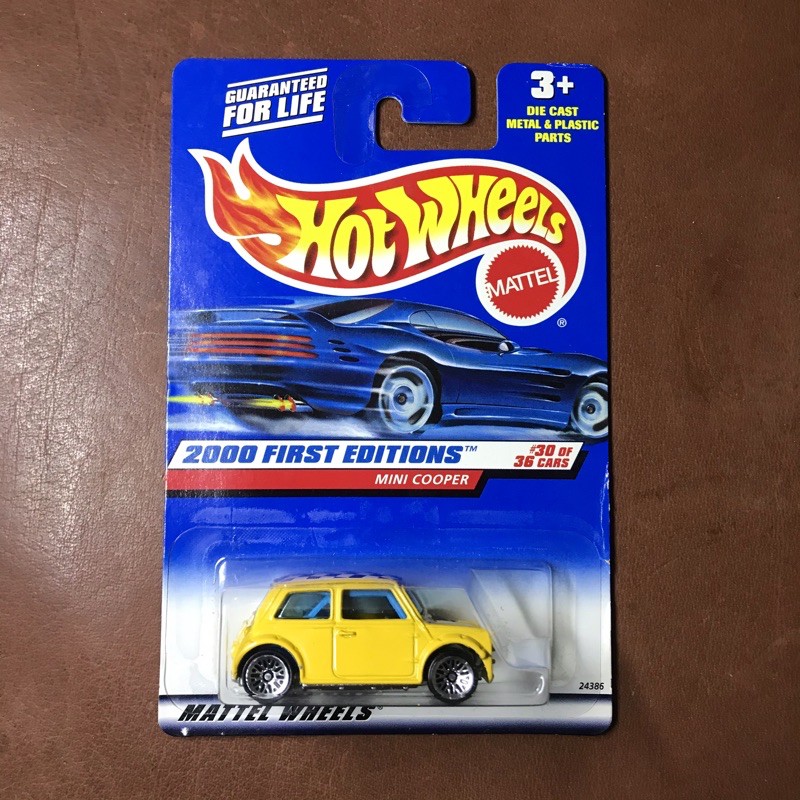 GUARANTEED
FOR LIFE
3+
DIE CAST
METAL & PLASTIC
PARTS
HOT WHEELS
MATTEL
®
2000 FIRST EDITIONS™
#30 OF
36 CARS
MINI COOPER
24386
MATTEL WHEELS®